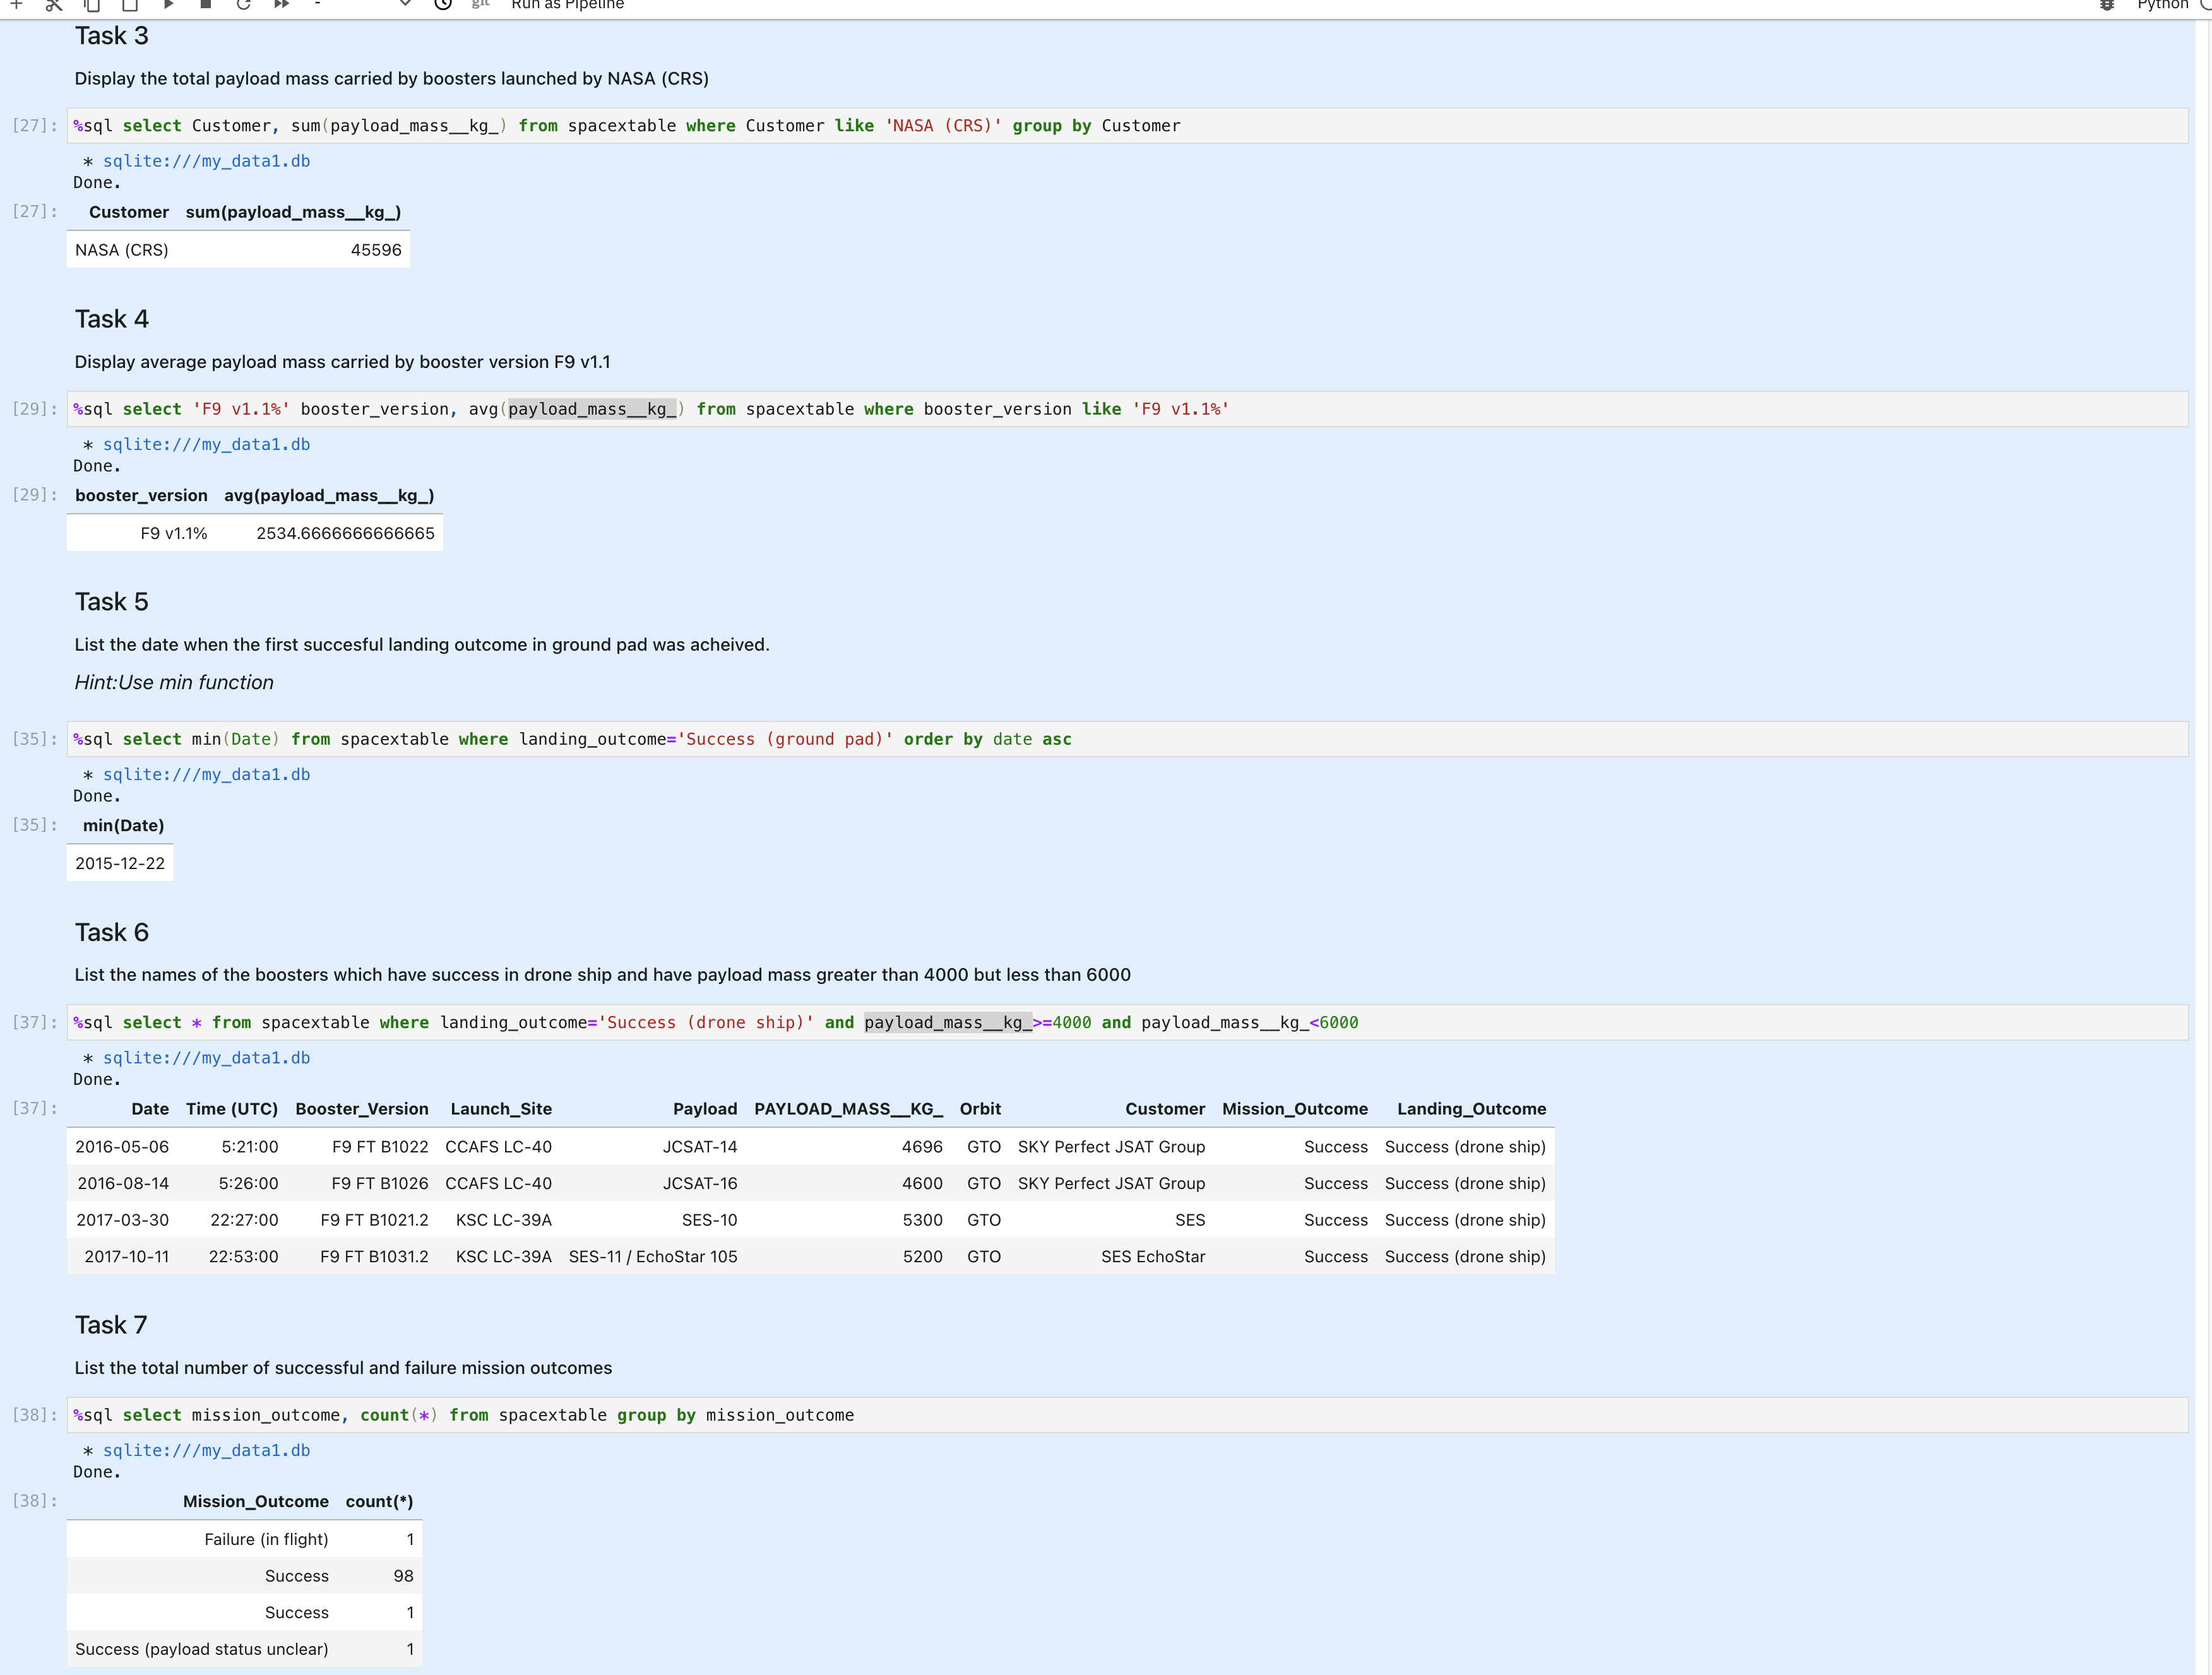 git Run as Pipeline Python
Task 3
Display the total payload mass carried by boosters launched by NASA (CRS)
[27]: %sql select Customer, sum(payload_mass__kg_) from spacextable where Customer like 'NASA (CRS)' group by Customer
* sqlite:///my_data1.db
Done.
[27]: Customer sum(payload_mass__kg_)
NASA (CRS) 45596
Task 4
Display average payload mass carried by booster version F9 v1.1
[29]: %sql select 'F9 v1.1%' booster_version, avg(payload_mass__kg_) from spacextable where booster_version like 'F9 v1.1%'
* sqlite:///my_data1.db
Done.
[29]: booster_version avg(payload_mass__kg_)
F9 v1.1% 2534.6666666666665
Task 5
List the date when the first succesful landing outcome in ground pad was acheived.
Hint:Use min function
[35]: %sql select min(Date) from spacextable where landing_outcome='Success (ground pad)' order by date asc
* sqlite:///my_data1.db
Done.
[35]: min(Date)
2015-12-22
Task 6
List the names of the boosters which have success in drone ship and have payload mass greater than 4000 but less than 6000
[37]: %sql select * from spacextable where landing_outcome='Success (drone ship)' and payload_mass__kg_>=4000 and payload_mass__kg_<6000
* sqlite:///my_data1.db
Done.
[37]: Date Time (UTC) Booster_Version Launch_Site Payload PAYLOAD_MASS__KG_ Orbit Customer Mission_Outcome Landing_Outcome
2016-05-06 5:21:00 F9 FT B1022 CCAFS LC-40 JCSAT-14 4696 GTO SKY Perfect JSAT Group Success Success (drone ship)
2016-08-14 5:26:00 F9 FT B1026 CCAFS LC-40 JCSAT-16 4600 GTO SKY Perfect JSAT Group Success Success (drone ship)
2017-03-30 22:27:00 F9 FT B1021.2 KSC LC-39A SES-10 5300 GTO SES Success Success (drone ship)
2017-10-11 22:53:00 F9 FT B1031.2 KSC LC-39A SES-11 / EchoStar 105 5200 GTO SES EchoStar Success Success (drone ship)
Task 7
List the total number of successful and failure mission outcomes
[38]: %sql select mission_outcome, count(*) from spacextable group by mission_outcome
* sqlite:///my_data1.db
Done.
[38]: Mission_Outcome count(*)
Failure (in flight) 1
Success 98
Success 1
Success (payload status unclear) 1